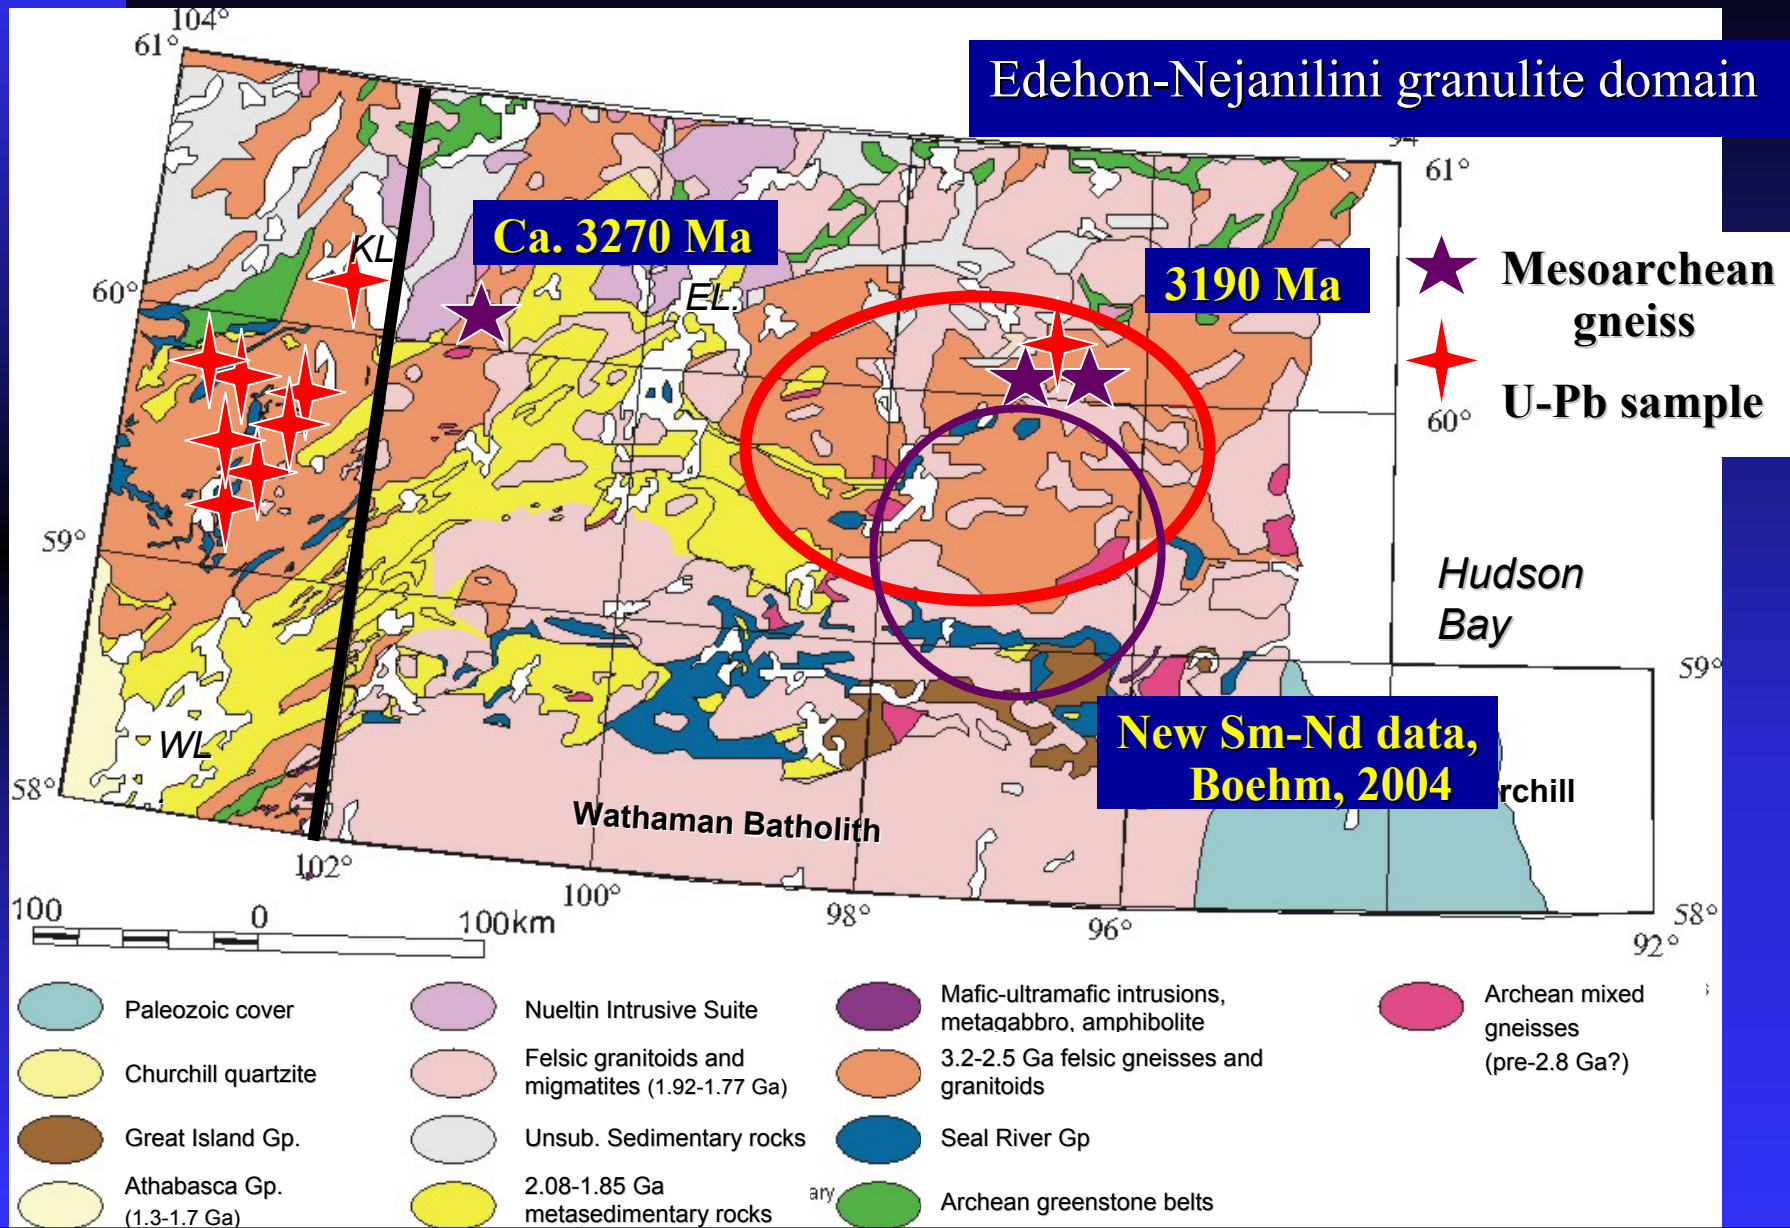 104°
61°
Edehon-Nejanilini granulite domain
94
61°
KL
Ca. 3270 Ma
3190 Ma
Mesoarchean
gneiss
60°
EL.
U-Pb sample
60°
59°
Hudson
Bay
59°
WL
New Sm-Nd data,
Boehm, 2004
58°
rchill
Wathaman Batholith
102°
100°
98°
96°
58°
92°
100 0 100km
Paleozoic cover
Churchill quartzite
Great Island Gp.
Athabasca Gp.
(1.3-1.7 Ga)
Nueltin Intrusive Suite
Felsic granitoids and
migmatites (1.92-1.77 Ga)
Unsub. Sedimentary rocks
2.08-1.85 Ga
metasedimentary rocks
ary
Mafic-ultramafic intrusions,
metagabbro, amphibolite
3.2-2.5 Ga felsic gneisses and
granitoids
Seal River Gp
Archean greenstone belts
Archean mixed
gneisses
(pre-2.8 Ga?)